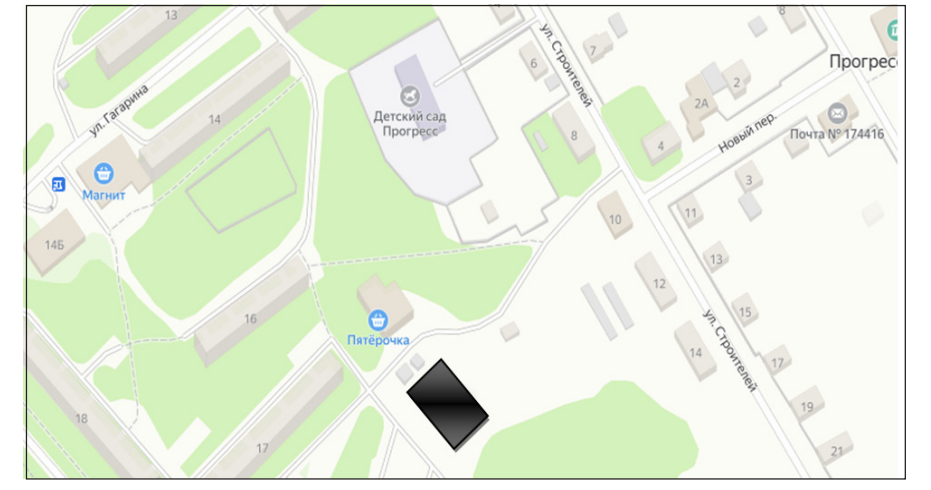 13
8
ул. Строителей
6
7
Прогрес
2
2А
ул. Гагарина
14
Детский сад
Прогресс
8
4
Новый пер.
Почта № 174416
Магнит
3
11
10
14Б
13
12
15
16
Пятёрочка
ул. Строителей
14
17
19
18
17
21